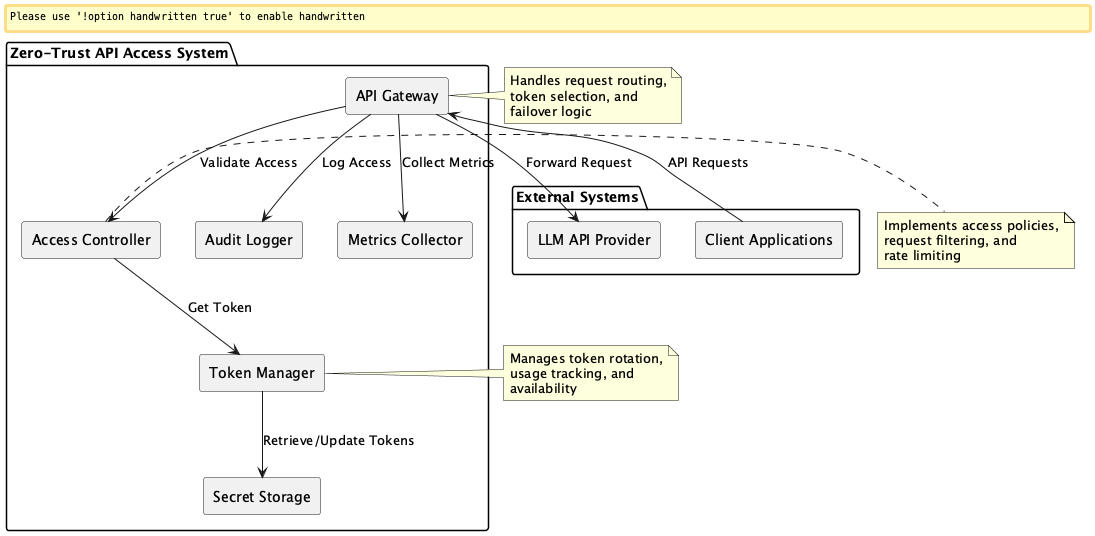 Please use '!option handwritten true' to enable handwritten
Zero-Trust API Access System
API Gateway
Handles request routing,
token selection, and
failover logic
Validate Access
Log Access
Collect Metrics
Forward Request
API Requests
External Systems
Access Controller
Audit Logger
Metrics Collector
LLM API Provider
Client Applications
Implements access policies,
request filtering, and
rate limiting
Get Token
Token Manager
Manages token rotation,
usage tracking, and
availability
Retrieve/Update Tokens
Secret Storage